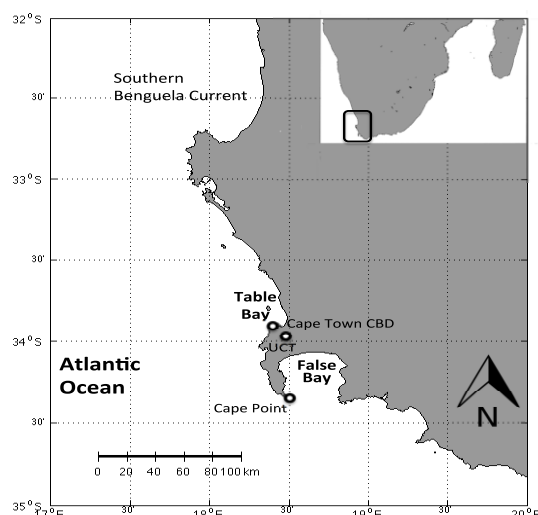 32°S
30'
33°S
30'
34°S
30'
35°S
Southern
Benguela Current
Table
Bay
Cape Town CBD
UCT
False
Bay
Cape Point
Atlantic
Ocean
N
0 20 40 60 80 100 km
17°E 30' 18°E 30' 19°E 30' 20°E